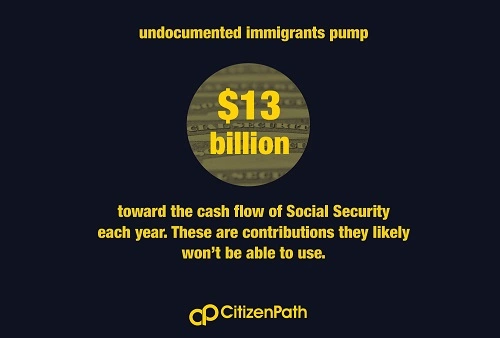 undocumented immigrants pump
$13
billion
toward the cash flow of Social Security
each year. These are contributions they likely
won't be able to use.
CitizenPath